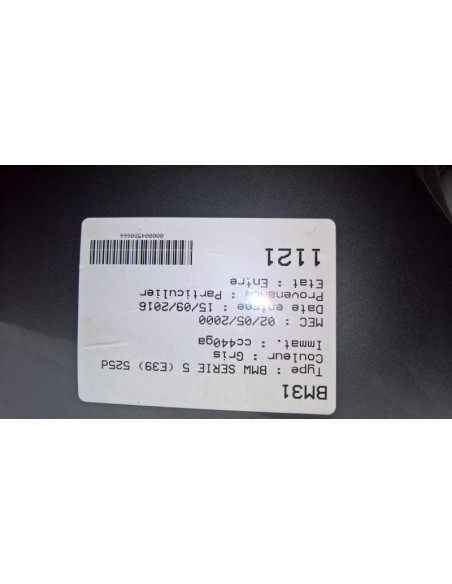 BM31
Type : BMW SERIE 5 (E39) 525d
Couleur : Gris
Immat. : cc440ga
MEC : 02/05/2000
Date entree : 15/09/2016
Provenance : Particulier
Etat : Entre
1121